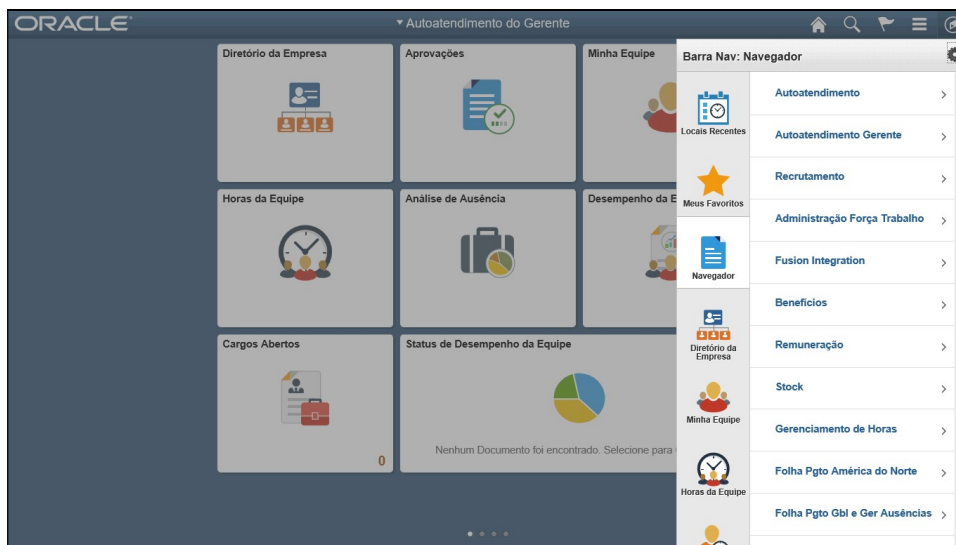 ORACLE
Autoatendimento do Gerente
Diretório da Empresa
Aprovações
Minha Equipe
Horas da Equipe
Análise de Ausência
Desempenho da E
Cargos Abertos
0
Status de Desempenho da Equipe
Nenhum Documento foi encontrado. Selecione para
Barra Nav: Navegador
Locais Recentes
Meus Favoritos
Navegador
Diretório da
Empresa
Minha Equipe
Horas da Equipe
Autoatendimento
Autoatendimento Gerente
Recrutamento
Administração Força Trabalho
Fusion Integration
Benefícios
Remuneração
Stock
Gerenciamento de Horas
Folha Pgto América do Norte
Folha Pgto Gbl e Ger Ausências